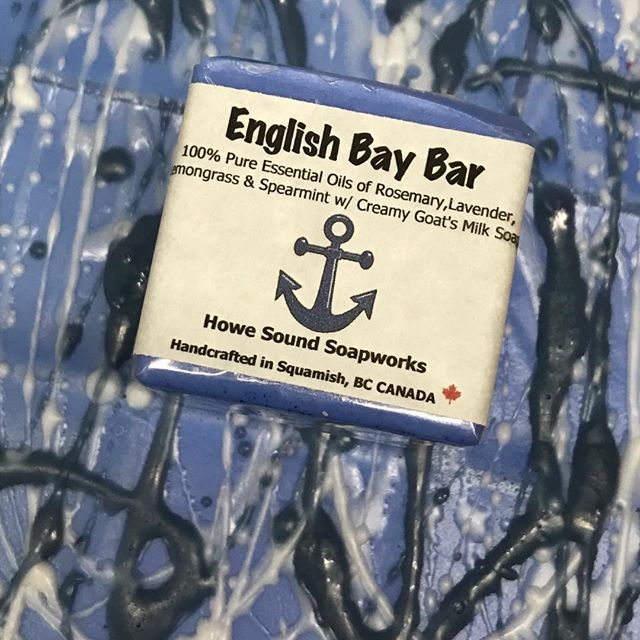 English Bay Bar
100% Pure Essential Oils of Rosemary,Lavender,
emongrass & Spearmint w/ Creamy Goat's Milk Soap
Howe Sound Soapworks
Handcrafted in Squamish, BC CANADA